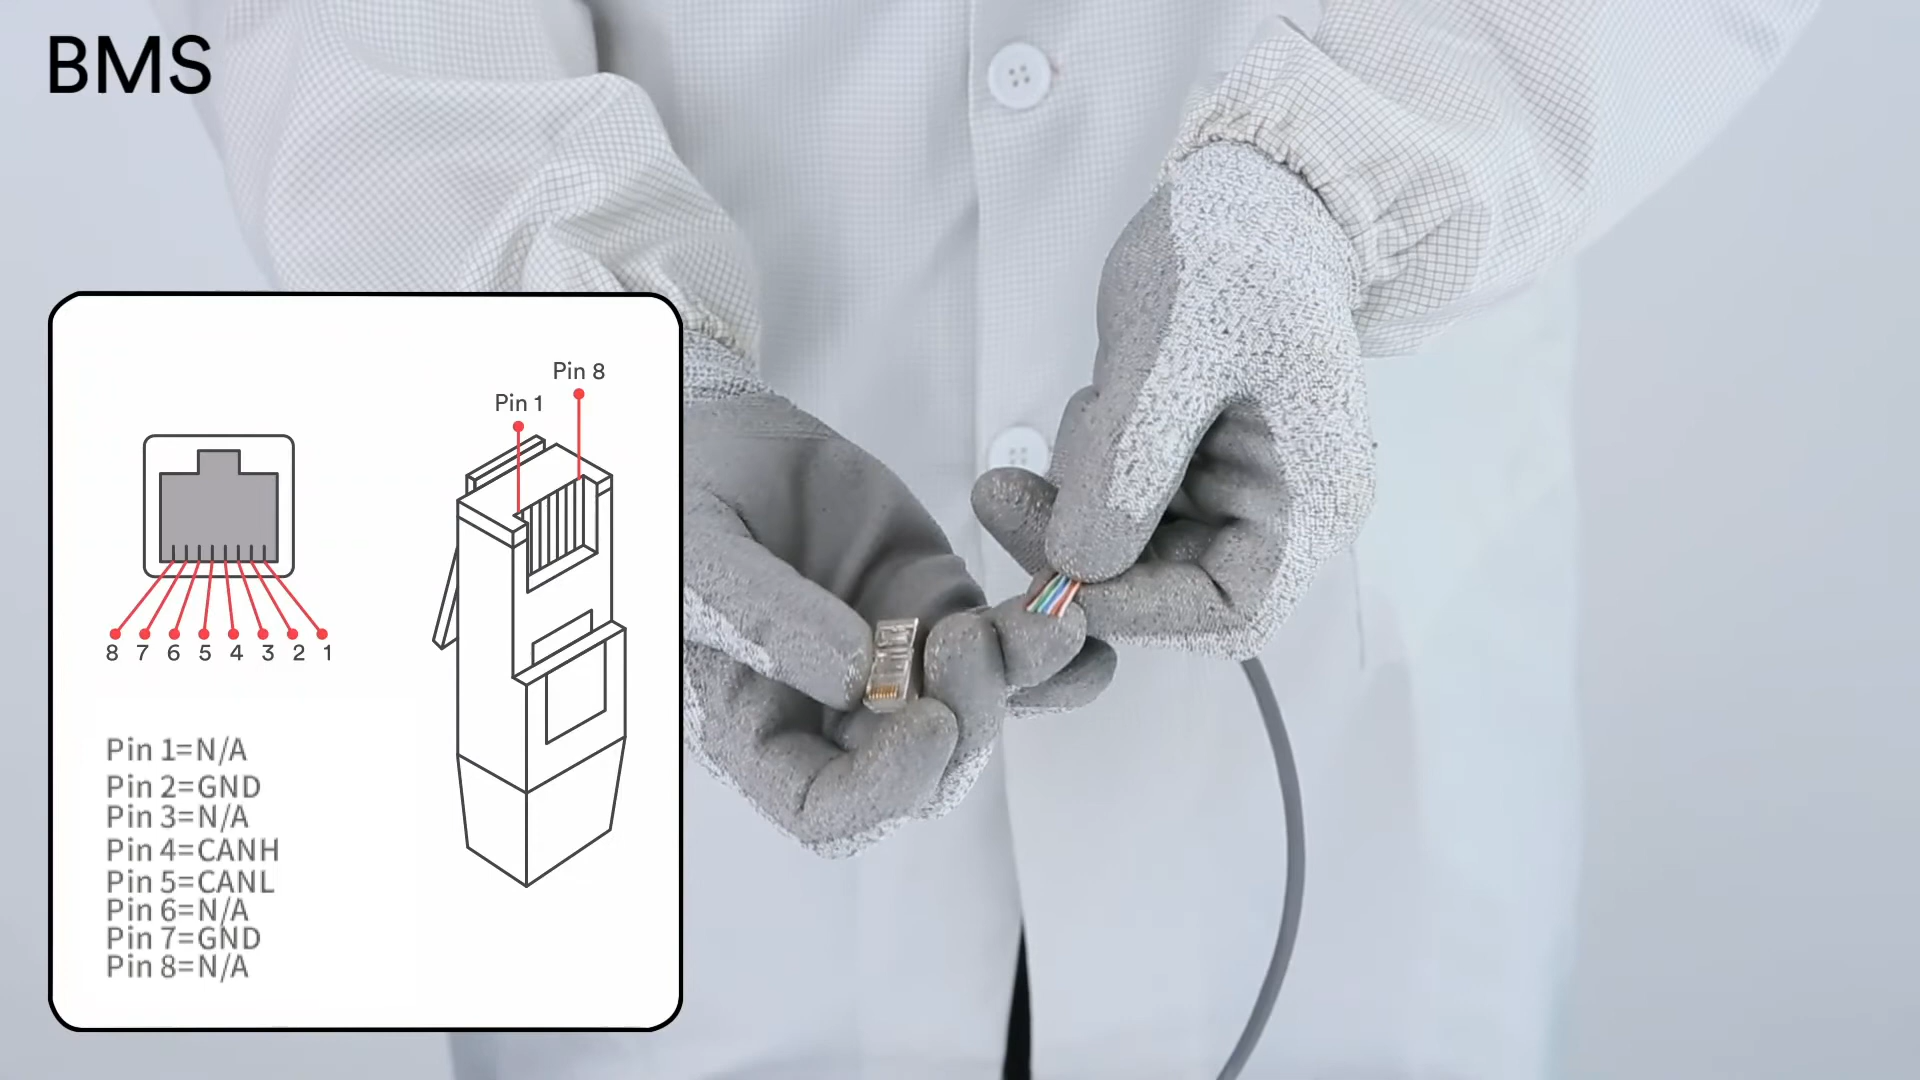 BMS
Pin 8
Pin 1
8 7 6 5 4 3 2 1
Pin 1=N/A
Pin 2=GND
Pin 3=N/A
Pin 4=CANH
Pin 5=CANL
Pin 6=N/A
Pin 7=GND
Pin 8=N/A